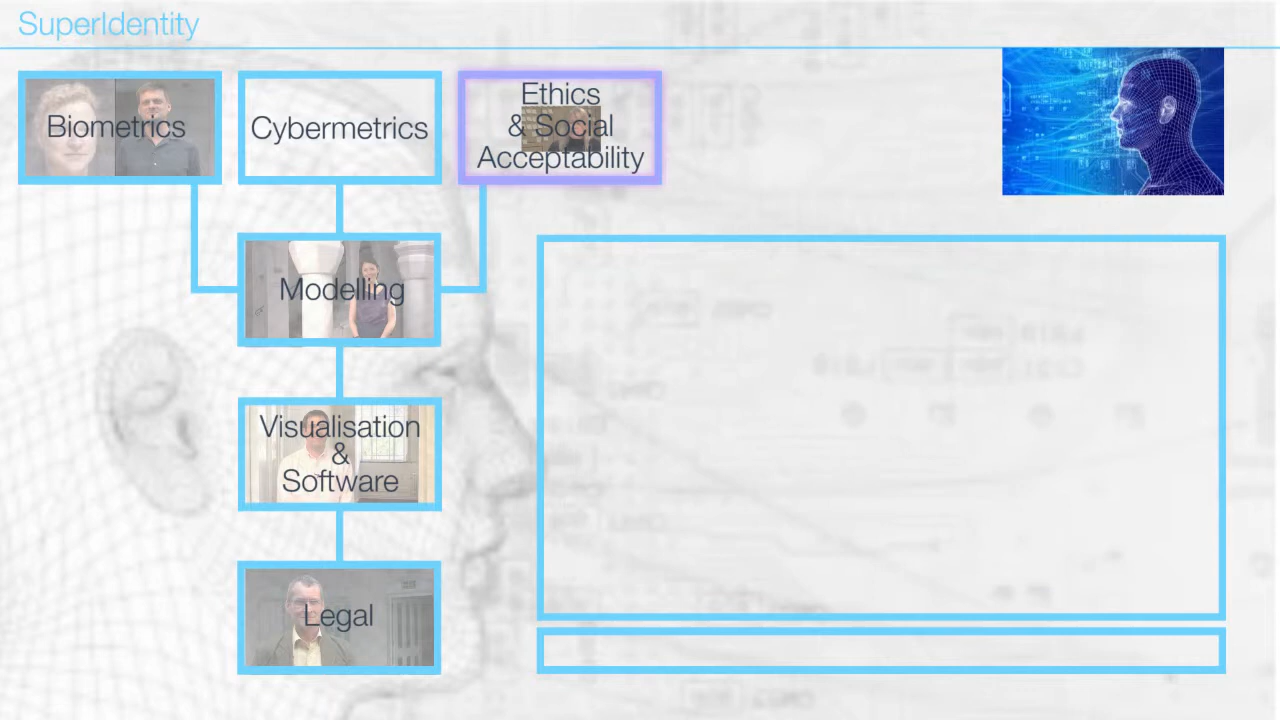 SuperIdentity
Biometrics
Cybermetrics
Ethics
& Social
Acceptability
Modelling
Visualisation
&
Software
Legal